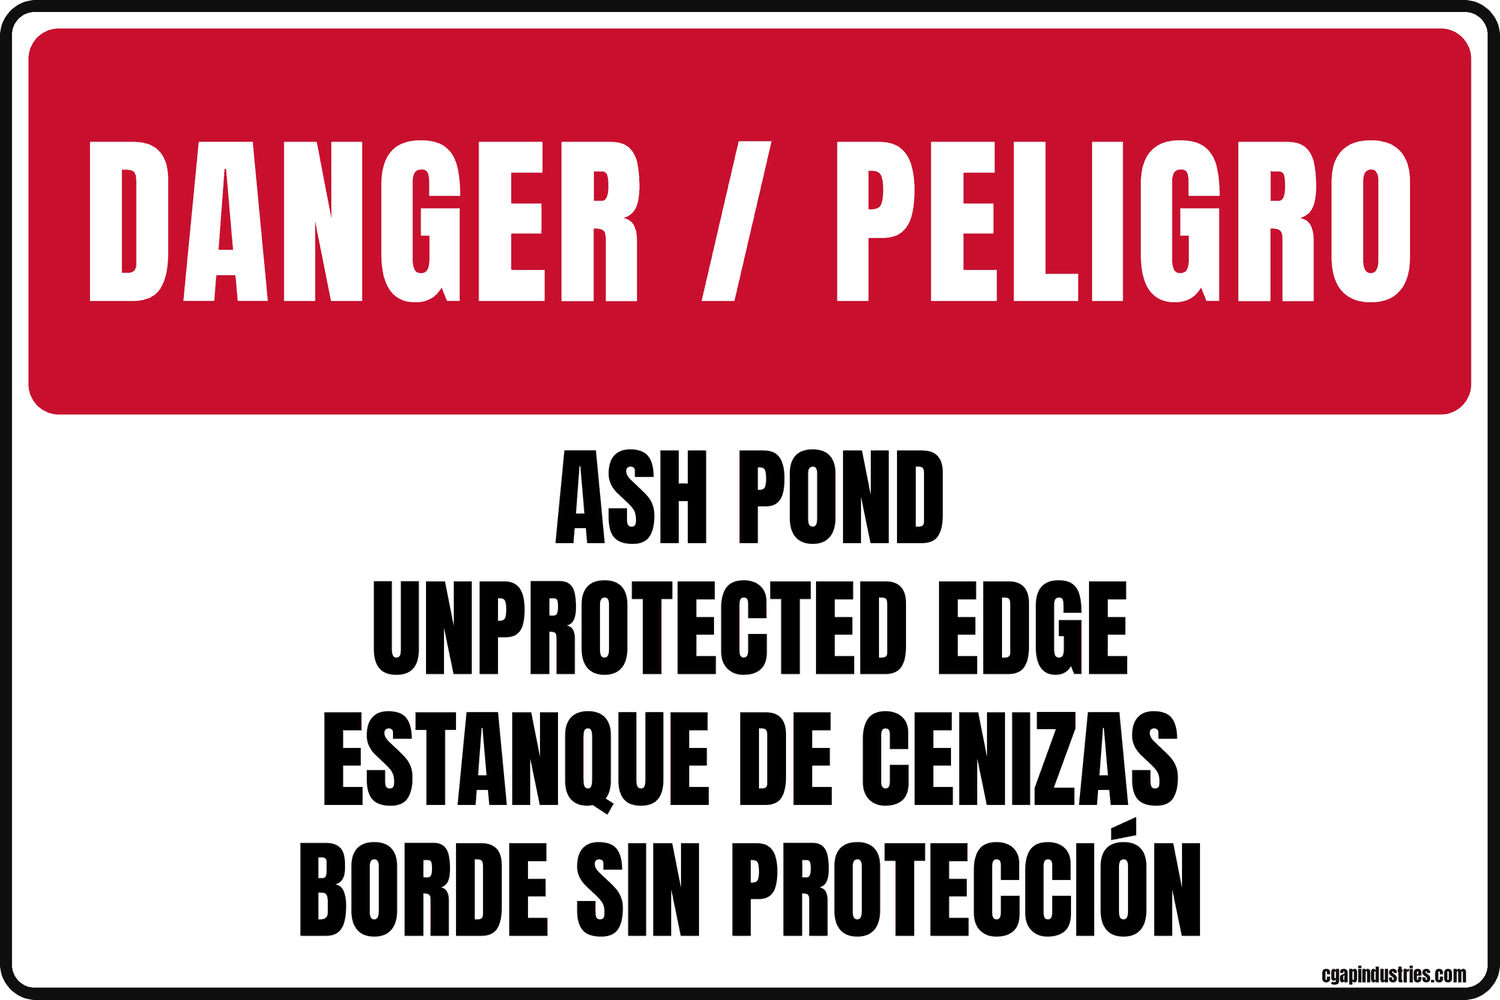 DANGER / PELIGRO
ASH POND
UNPROTECTED EDGE
ESTANQUE DE CENIZAS
BORDE SIN PROTECCIÓN
cgapindustries.com